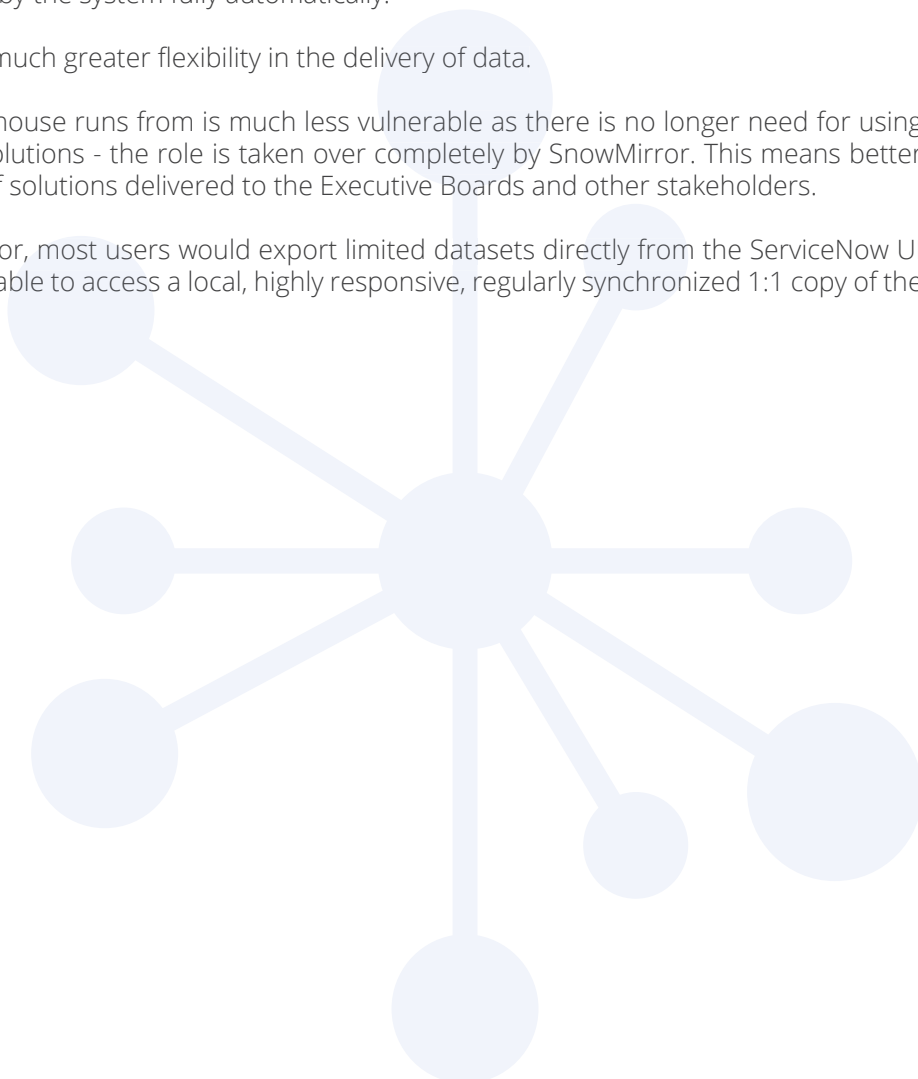 by the system fully automatically.
much greater flexibility in the delivery of data.
house runs from is much less vulnerable as there is no longer need for using
olutions - the role is taken over completely by SnowMirror. This means better
f solutions delivered to the Executive Boards and other stakeholders.
or, most users would export limited datasets directly from the ServiceNow U
able to access a local, highly responsive, regularly synchronized 1:1 copy of the